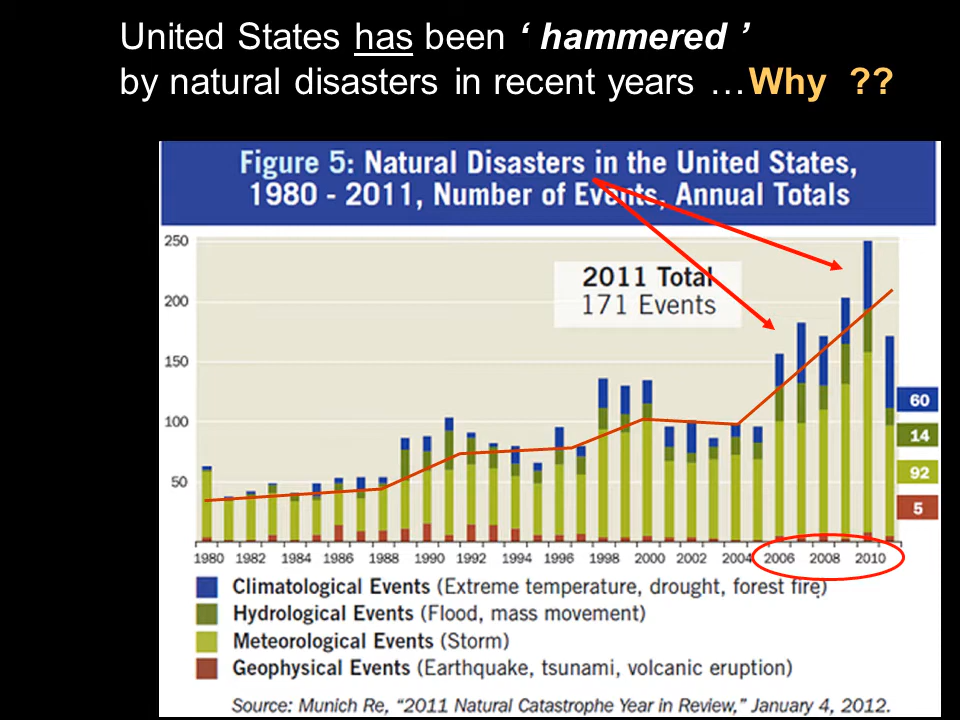 United States has been ‘ hammered ’
by natural disasters in recent years …Why ??
Figure 5: Natural Disasters in the United States,
1980 - 2011, Number of Events, Annual Totals
250
2011 Total
171 Events
200
150
100
60
14
92
50
5
1980 1982 1984 1986 1988 1990 1992 1994 1996 1998 2000 2002 2004 2006 2008 2010
Climatological Events (Extreme temperature, drought, forest fire)
Hydrological Events (Flood, mass movement)
Meteorological Events (Storm)
Geophysical Events (Earthquake, tsunami, volcanic eruption)
Source: Munich Re, “2011 Natural Catastrophe Year in Review,” January 4, 2012.